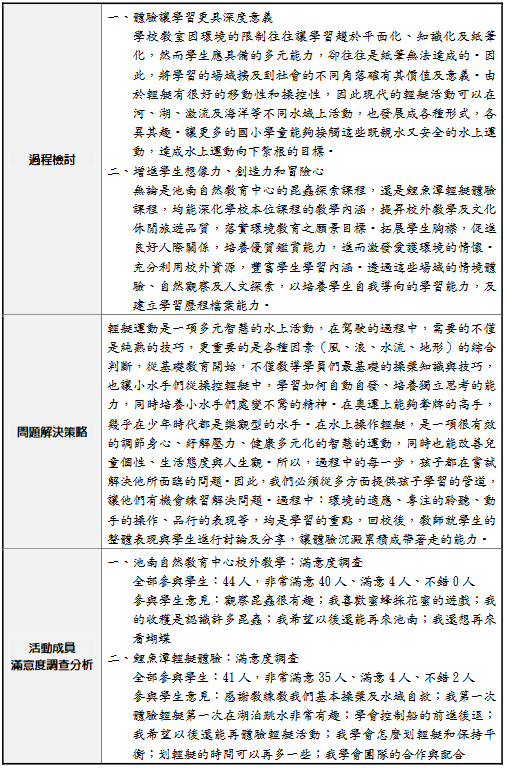 過程檢討
一、體驗讓學習更具深度意義
學校教室因環境的限制往往讓學習趨於平面化、知識化及紙筆
化，然而學生應具備的多元能力，卻往往是紙筆無法達成的。因
此，將學習的場域擴及到社會的不同角落確有其價值及意義。由
於輕艇有很好的移動性和操控性，因此現代的輕艇活動可以在
河、湖、激流及海洋等不同水域上活動，也發展成各種形式，各
異其趣。讓更多的國小學童能夠接觸這些既親水又安全的水上運
動，達成水上運動向下紮根的目標。
二、增進學生想像力、創造力和冒險心
無論是池南自然教育中心的昆蟲探索課程，還是鯉魚潭輕艇體驗
課程，均能深化學校本位課程的教學內涵，提昇校外教學及文化
休閒旅遊品質，落實環境教育之願景目標。拓展學生胸襟，促進
良好人際關係，培養優質鑑賞能力，進而激發愛護環境的情懷。
充分利用校外資源，豐富學生學習內涵。透過這些場域的情境體
驗、自然觀察及人文探索，以培養學生自我導向的學習能力，及
建立學習歷程檔案能力。
問題解決策略
輕艇運動是一項多元智慧的水上活動，在駕駛的過程中，需要的不僅
是純熟的技巧，更重要的是各種因素（風、浪、水流、地形）的綜合
判斷，從基礎教育開始，不僅教導學員們最基礎的操槳知識與技巧，
也讓小水手們從操控輕艇中，學習如何自動自發、培養獨立思考的能
力，同時培養小水手們處變不驚的精神。在奧運上能夠奪牌的高手，
幾乎在少年時代都是樂觀型的水手。在水上操作輕艇，是一項很有效
的調節身心、紓解壓力、健康多元化的智慧的運動，同時也能改善兒
童個性、生活態度與人生觀。所以，過程中的每一步，孩子都在嘗試
解決他所面臨的問題。因此，我們必須從多方面提供孩子學習的管道，
讓他們有機會練習解決問題。過程中：環境的適應、專注的聆聽、動
手的操作、品行的表現等，均是學習的重點，回校後，教師就學生的
整體表現與學生進行討論及分享，讓體驗沉澱累積成帶著走的能力。
活動成員
滿意度調查分析
一、池南自然教育中心校外教學：滿意度調查
全部參與學生：44 人，非常滿意 40 人、滿意 4 人、不錯 0 人
參與學生意見：觀察昆蟲很有趣；我喜歡蜜蜂採花蜜的遊戲；我
的收穫是認識許多昆蟲；我希望以後還能再來池南；我還想再來
看蝴蝶
二、鯉魚潭輕艇體驗：滿意度調查
全部參與學生：41 人，非常滿意 35 人、滿意 4 人、不錯 2 人
參與學生意見：感謝教練教我們基本操槳及水域自救；我第一次
體驗輕艇第一次在湖泊跳水非常有趣；學會控制船的前進後退；
我希望以後還能再體驗輕艇活動；我學會怎麼划輕艇和保持平
衡；划輕艇的時間可以再多一些；我學會團隊的合作與配合